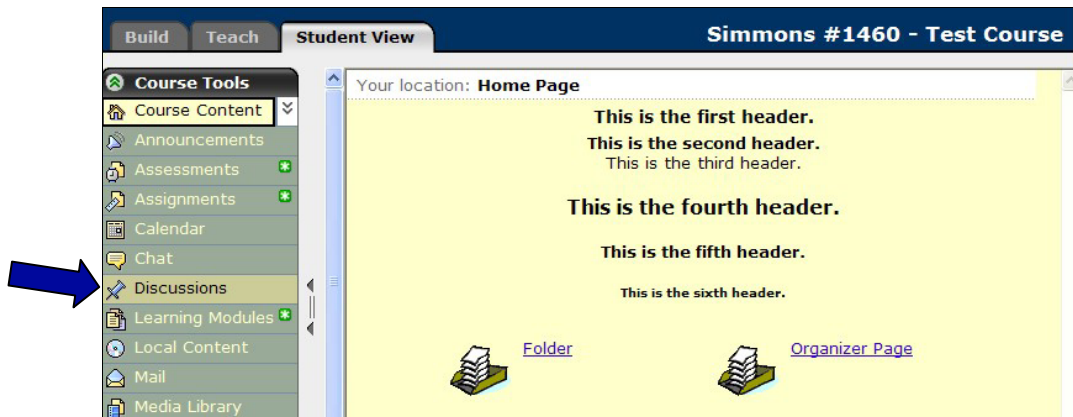 Build Teach Student View Simmons #1460 - Test Course
Course Tools
Course Content
Announcements
Assessments
Assignments
Calendar
Chat
Discussions
Learning Modules
Local Content
Mail
Media Library
Your location: Home Page
This is the first header.
This is the second header.
This is the third header.
This is the fourth header.
This is the fifth header.
This is the sixth header.
Folder Organizer Page